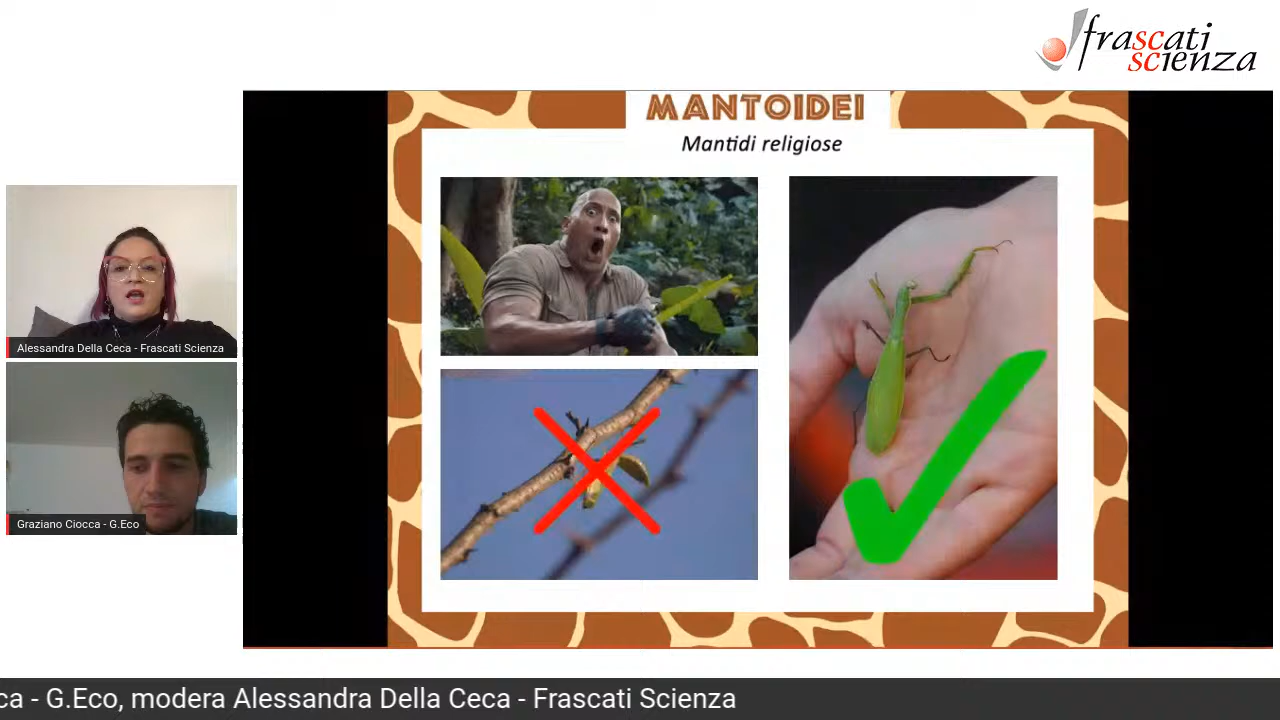 frascati
scienza
MANTOIDEI
Mantidi religiose
Alessandra Della Ceca - Frascati Scienza
Graziano Ciocca - G.Eco
ca - G.Eco, modera Alessandra Della Ceca - Frascati Scienza